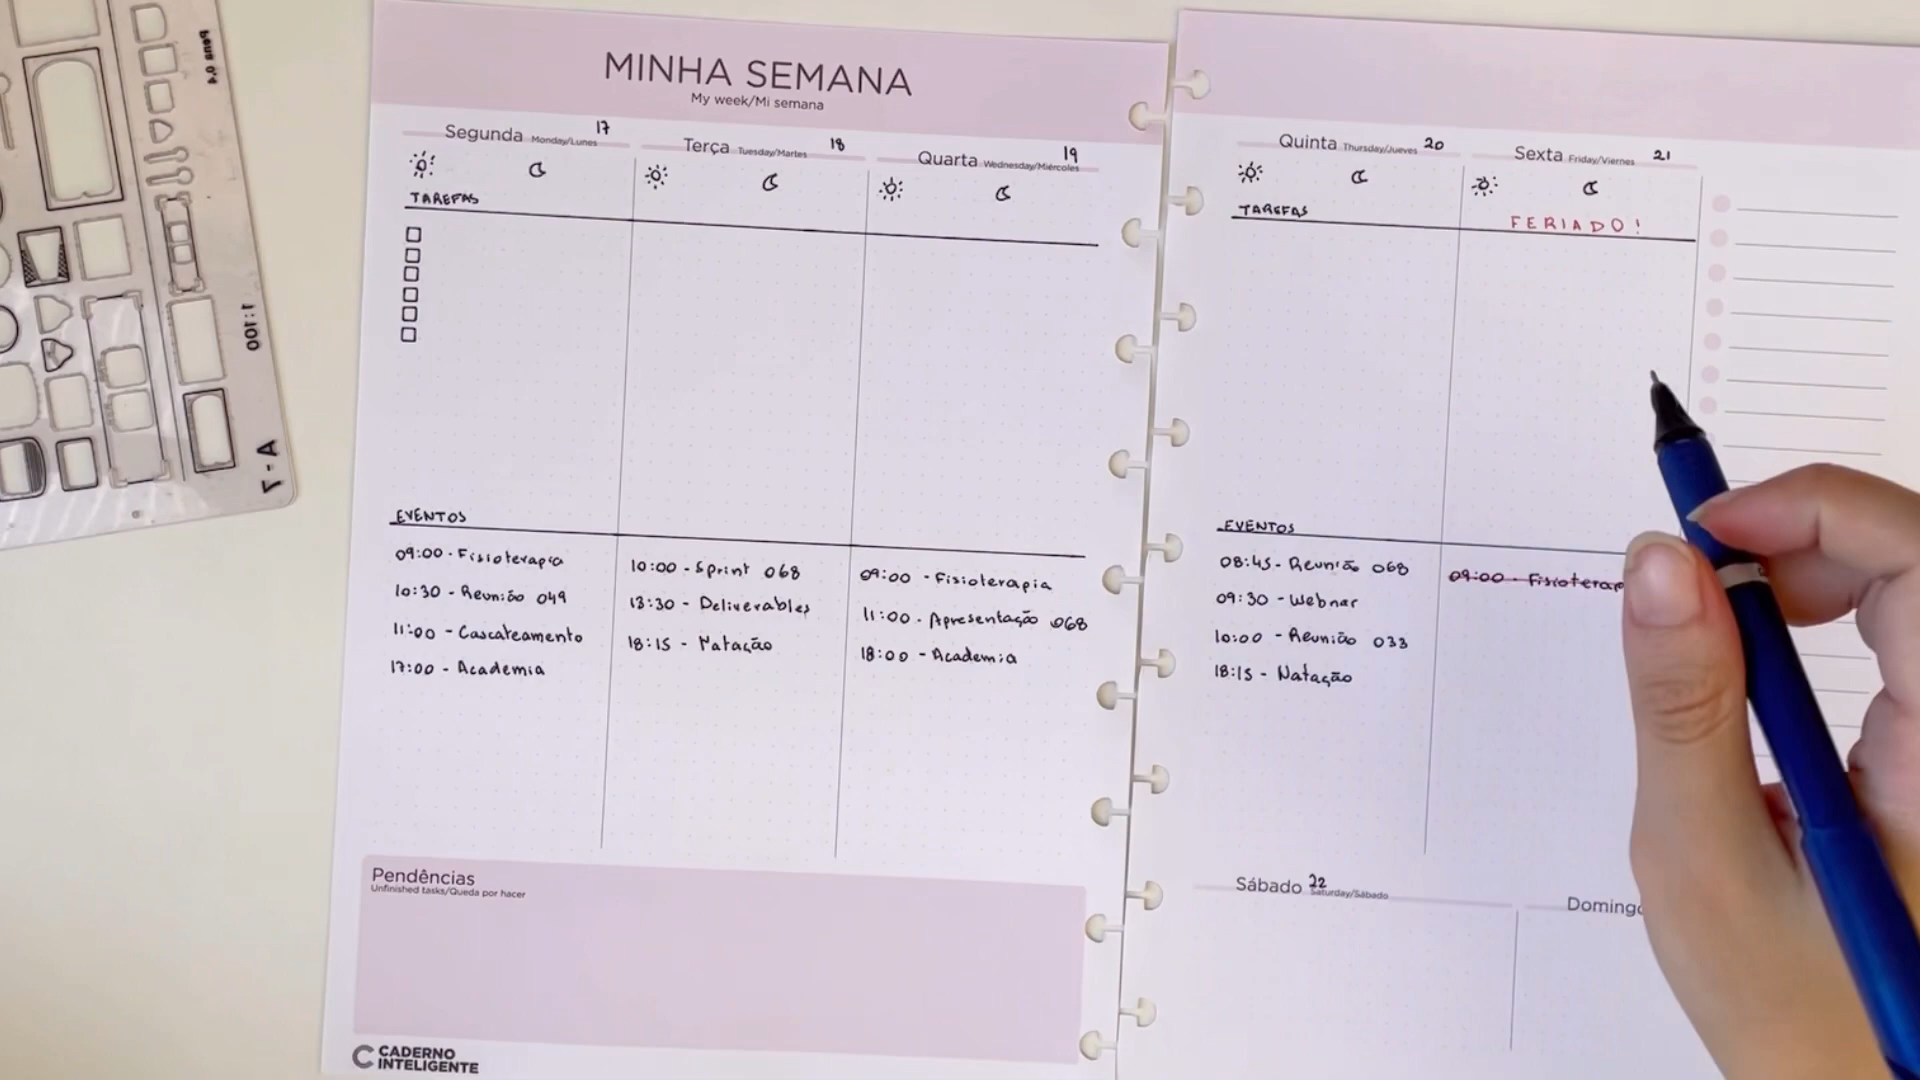 Pens 0,4
1:100
7-A
MINHA SEMANA
My week/Mi semana
Segunda Monday/Lunes 17
Terça Tuesday/Martes 18
Quarta Wednesday/Miércoles 19
TAREFAS
EVENTOS
09:00 - Fisioterapia
10:30 - Reunião 049
11:00 - Cascateamento
17:00 - Academia
10:00 - Sprint 068
13:30 - Deliverables
18:15 - Natação
09:00 - Fisioterapia
11:00 - Apresentação 068
18:00 - Academia
Pendências
Unfinished tasks/Queda por hacer
CADERNO
INTELIGENTE
Quinta Thursday/Jueves 20
Sexta Friday/Viernes 21
TAREFAS
FERIADO!
EVENTOS
08:45 - Reunião 068
09:30 - Webnar
10:00 - Reunião 033
18:15 - Natação
09:00 - Fisioterap
Sábado Saturday/Sábado 22
Domingo